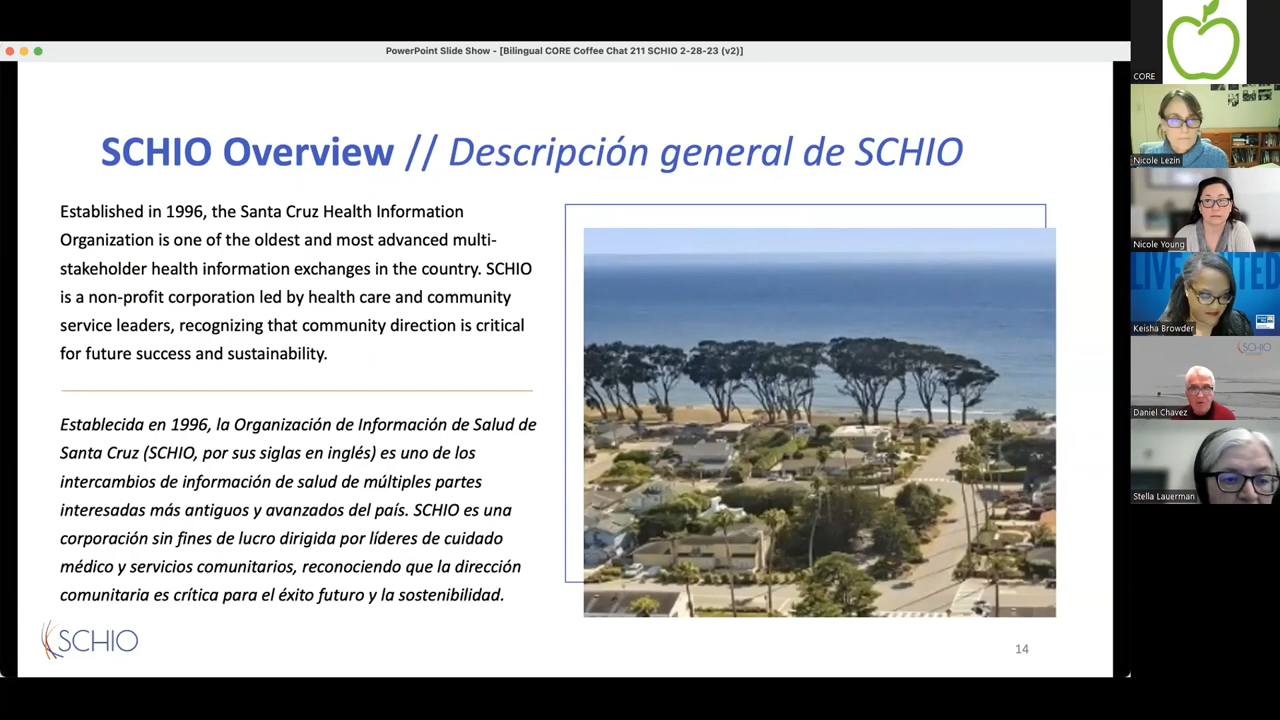 PowerPoint Slide Show - [Bilingual CORE Coffee Chat 211 SCHIO 2-28-23 (v2)]
SCHIO Overview // Descripción general de SCHIO
Established in 1996, the Santa Cruz Health Information
Organization is one of the oldest and most advanced multi-
stakeholder health information exchanges in the country. SCHIO
is a non-profit corporation led by health care and community
service leaders, recognizing that community direction is critical
for future success and sustainability.
Establecida en 1996, la Organización de Información de Salud de
Santa Cruz (SCHIO, por sus siglas en inglés) es uno de los
intercambios de información de salud de múltiples partes
interesadas más antiguos y avanzados del país. SCHIO es una
corporación sin fines de lucro dirigida por líderes de cuidado
médico y servicios comunitarios, reconociendo que la dirección
comunitaria es crítica para el éxito futuro y la sostenibilidad.
SCHIO
14
CORE
Nicole Lezin
Nicole Young
LIVE UNITED
Keisha Browder
SCHIO
Daniel Chavez
Stella Lauerman